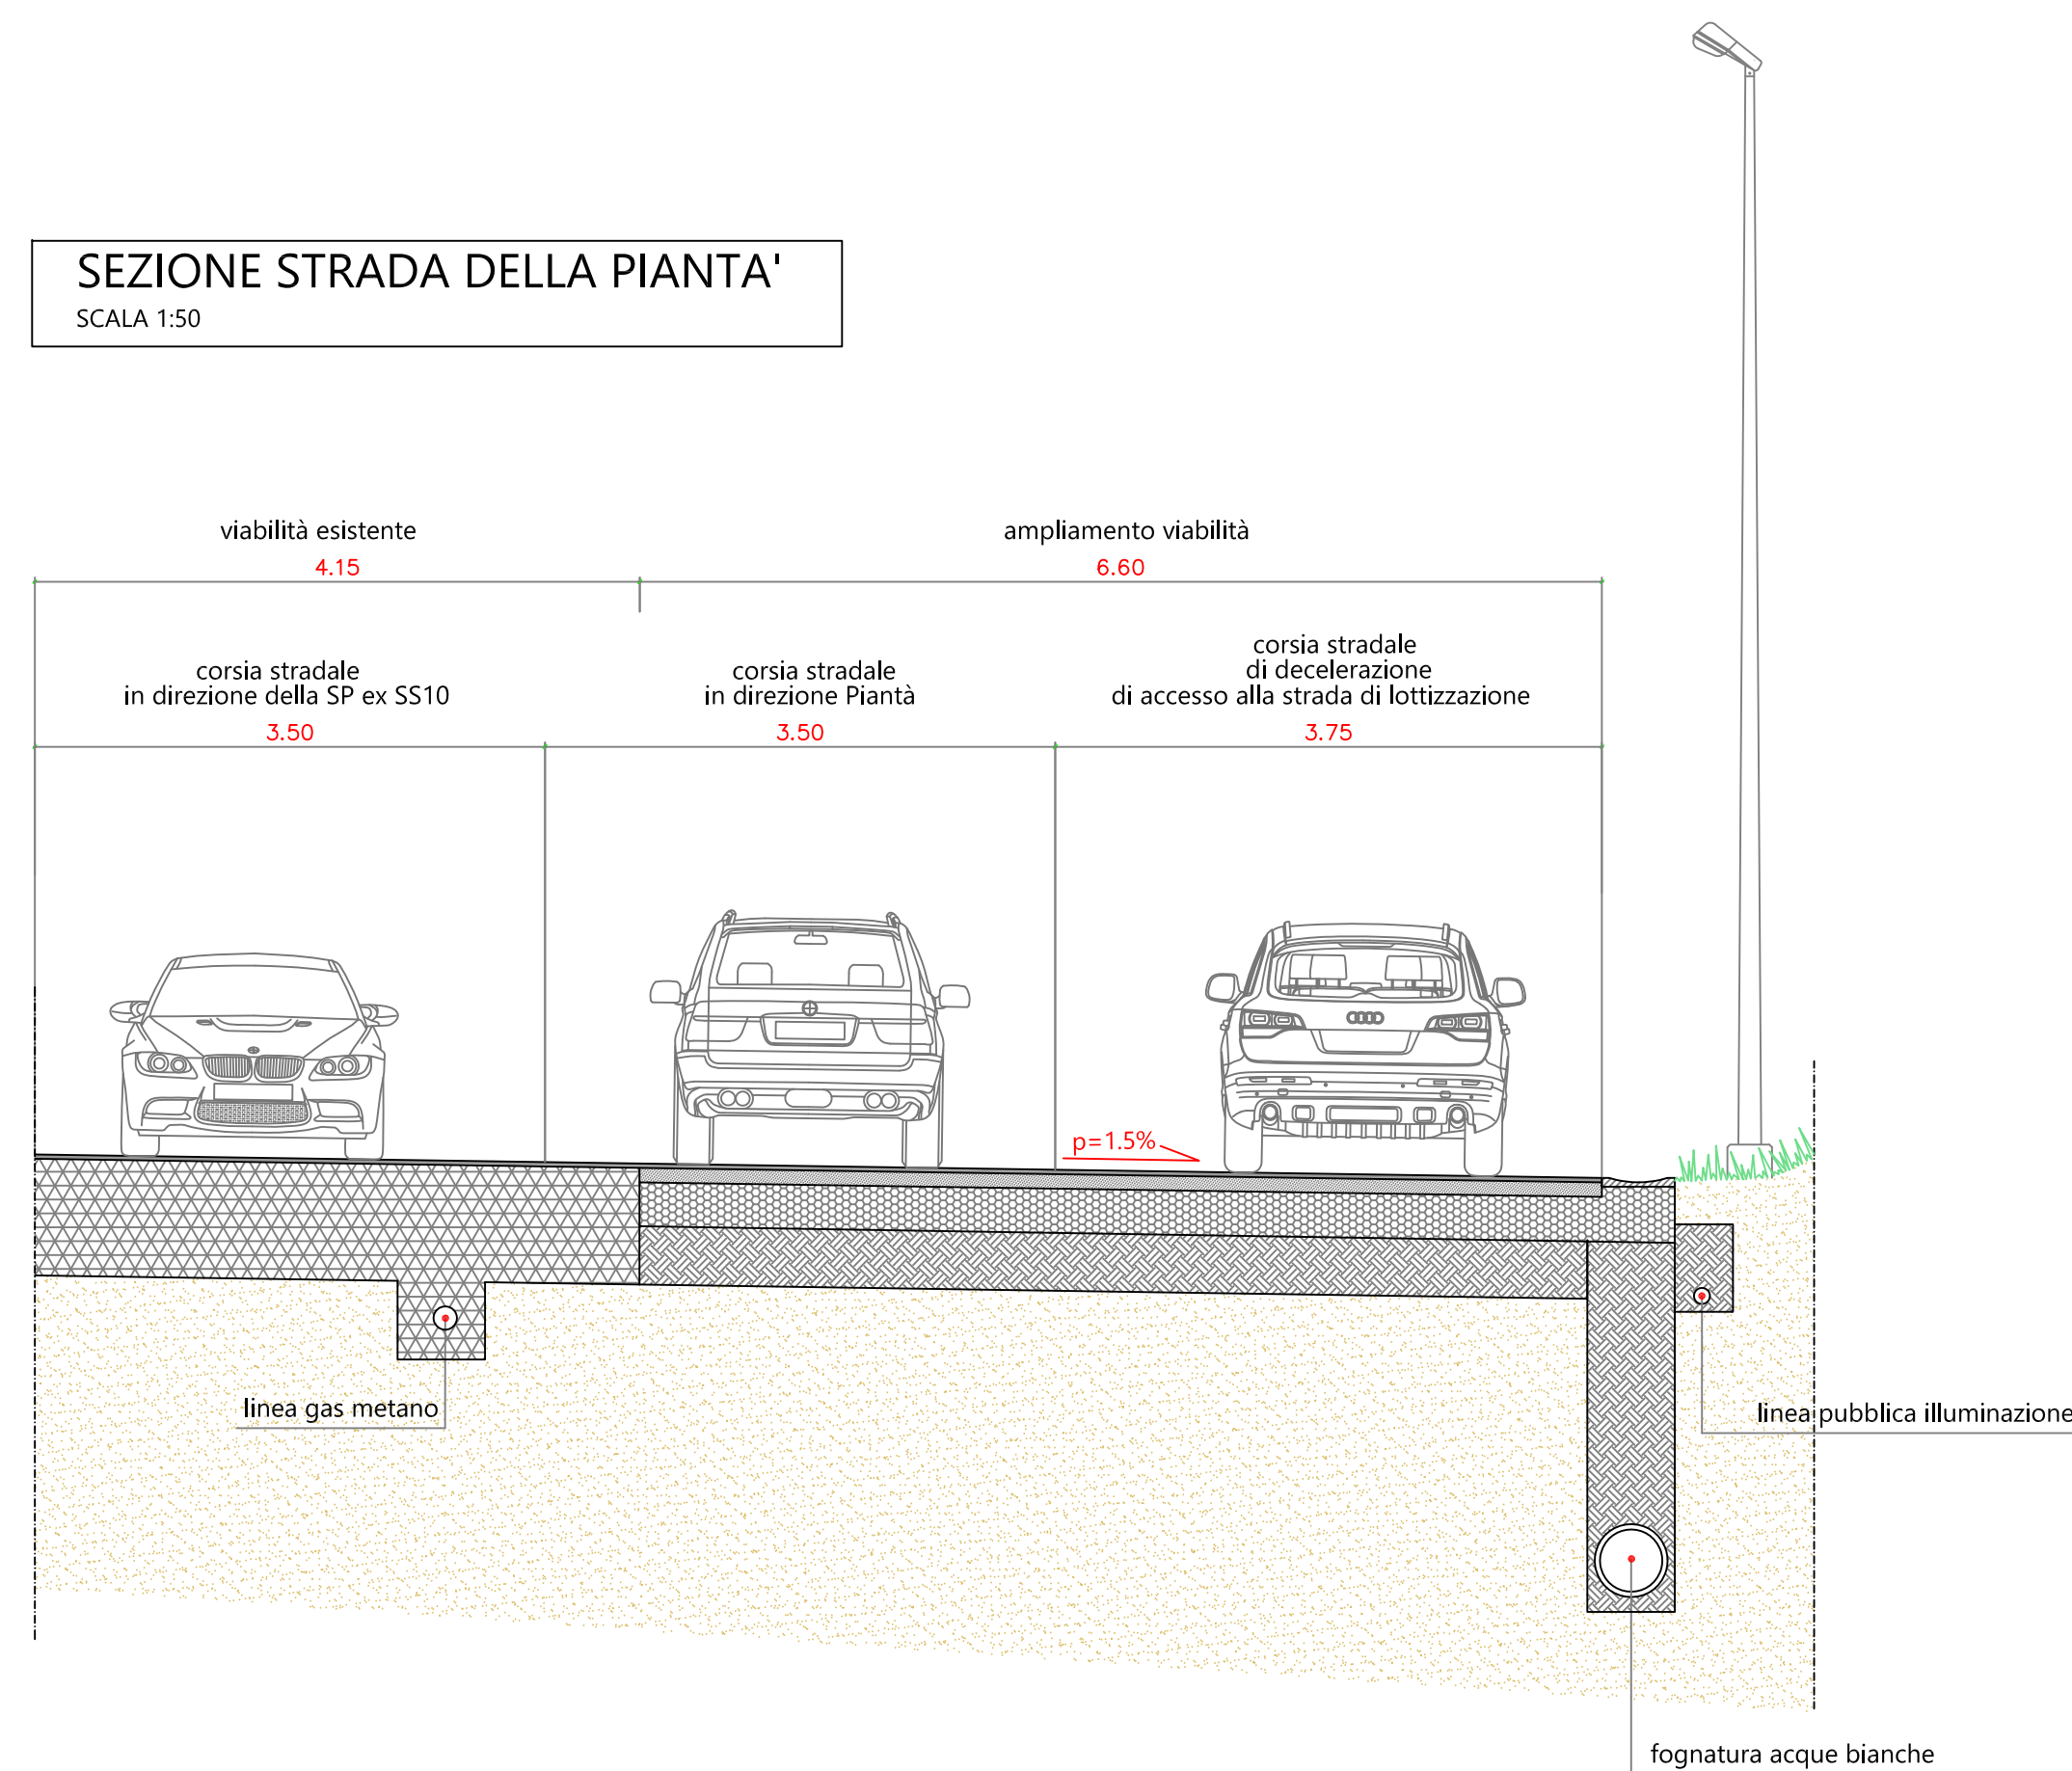 SEZIONE STRADA DELLA PIANTA'
SCALA 1:50
viabilità esistente
4.15
ampliamento viabilità
6.60
corsia stradale
in direzione della SP ex SS10
3.50
corsia stradale
in direzione Piantà
3.50
corsia stradale
di decelerazione
di accesso alla strada di lottizzazione
3.75
p=1.5%
linea gas metano
linea pubblica illuminazione
fognatura acque bianche